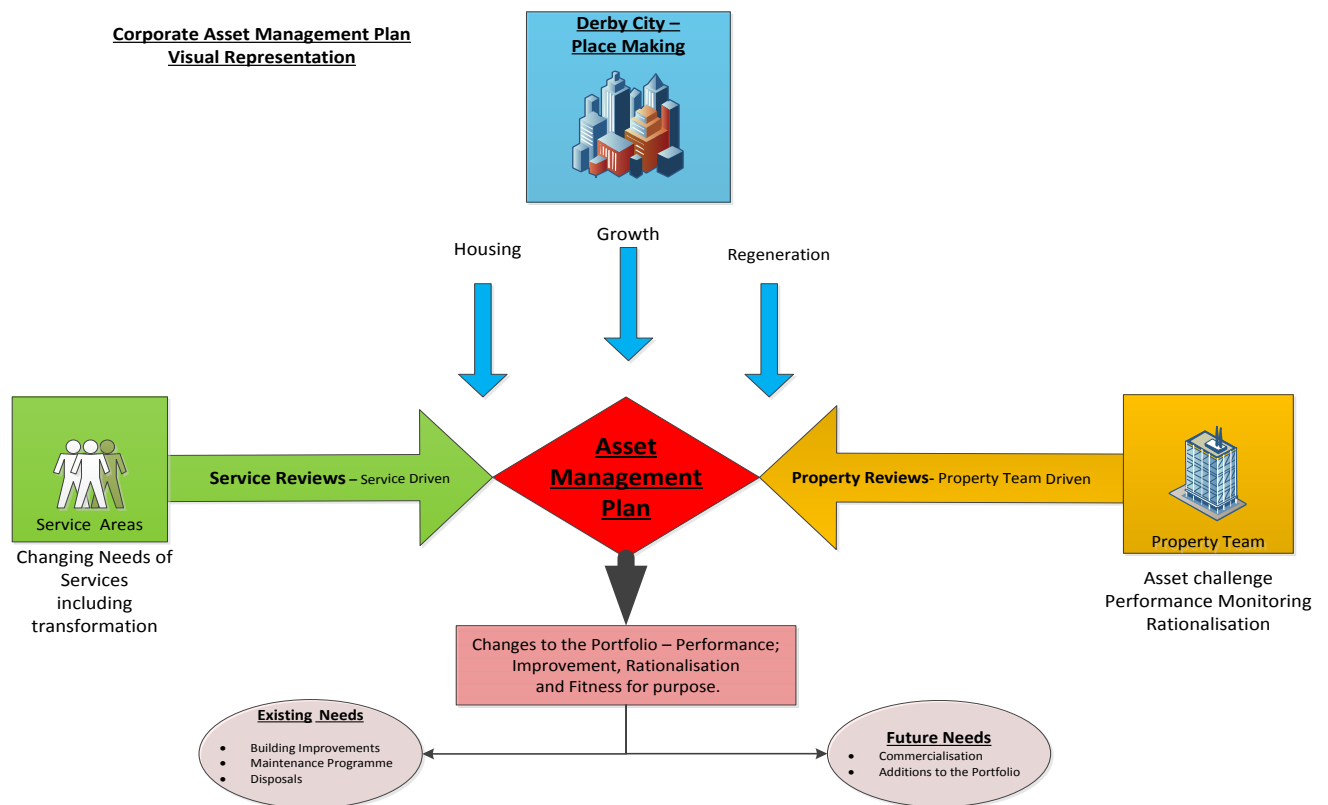 Corporate Asset Management Plan
Visual Representation
Derby City –
Place Making
Housing
Growth
Regeneration
Service Areas
Changing Needs of
Services
including
transformation
Service Reviews – Service Driven
Asset
Management
Plan
Property Reviews- Property Team Driven
Property Team
Asset challenge
Performance Monitoring
Rationalisation
Changes to the Portfolio – Performance;
Improvement, Rationalisation
and Fitness for purpose.
Existing Needs
• Building Improvements
• Maintenance Programme
• Disposals
Future Needs
• Commercialisation
• Additions to the Portfolio